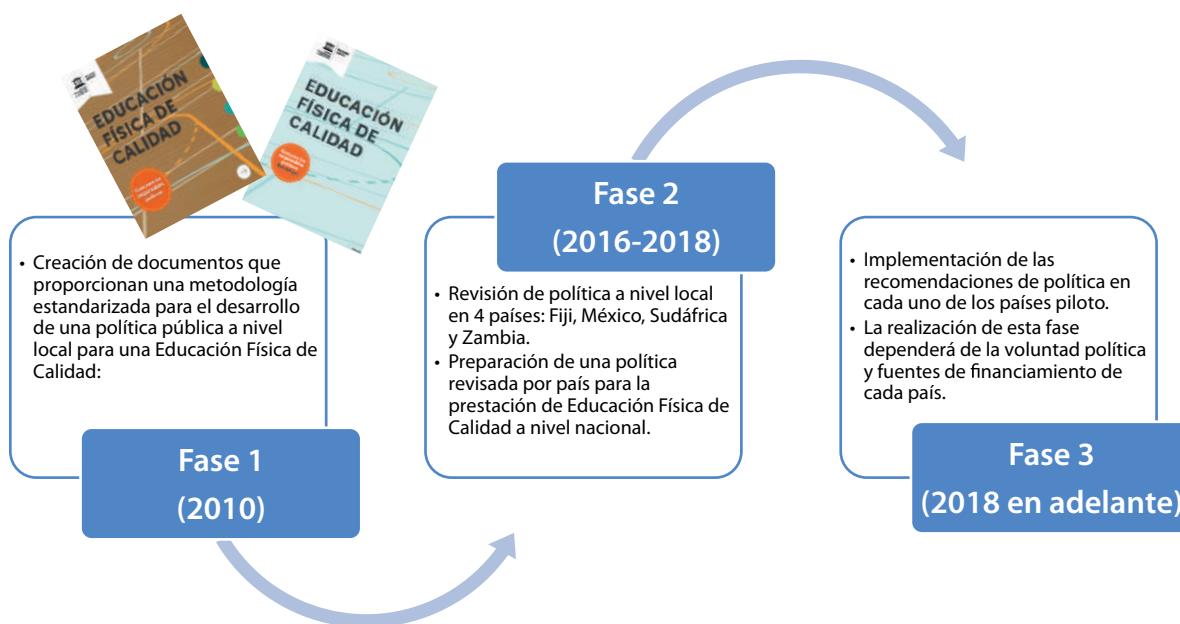 EDUCACIÓN
FÍSICA DE
CALIDAD
EDUCACIÓN
FÍSICA DE
CALIDAD
• Creación de documentos que
proporcionan una metodología
estandarizada para el desarrollo
de una política pública a nivel
local para una Educación Física de
Calidad:
Fase 1
(2010)
Fase 2
(2016-2018)
• Revisión de política a nivel local
en 4 países: Fiji, México, Sudáfrica
y Zambia.
• Preparación de una política
revisada por país para la
prestación de Educación Física de
Calidad a nivel nacional.
• Implementación de las
recomendaciones de política en
cada uno de los países piloto.
• La realización de esta fase
dependerá de la voluntad política
y fuentes de financiamiento de
cada país.
Fase 3
(2018 en adelante)